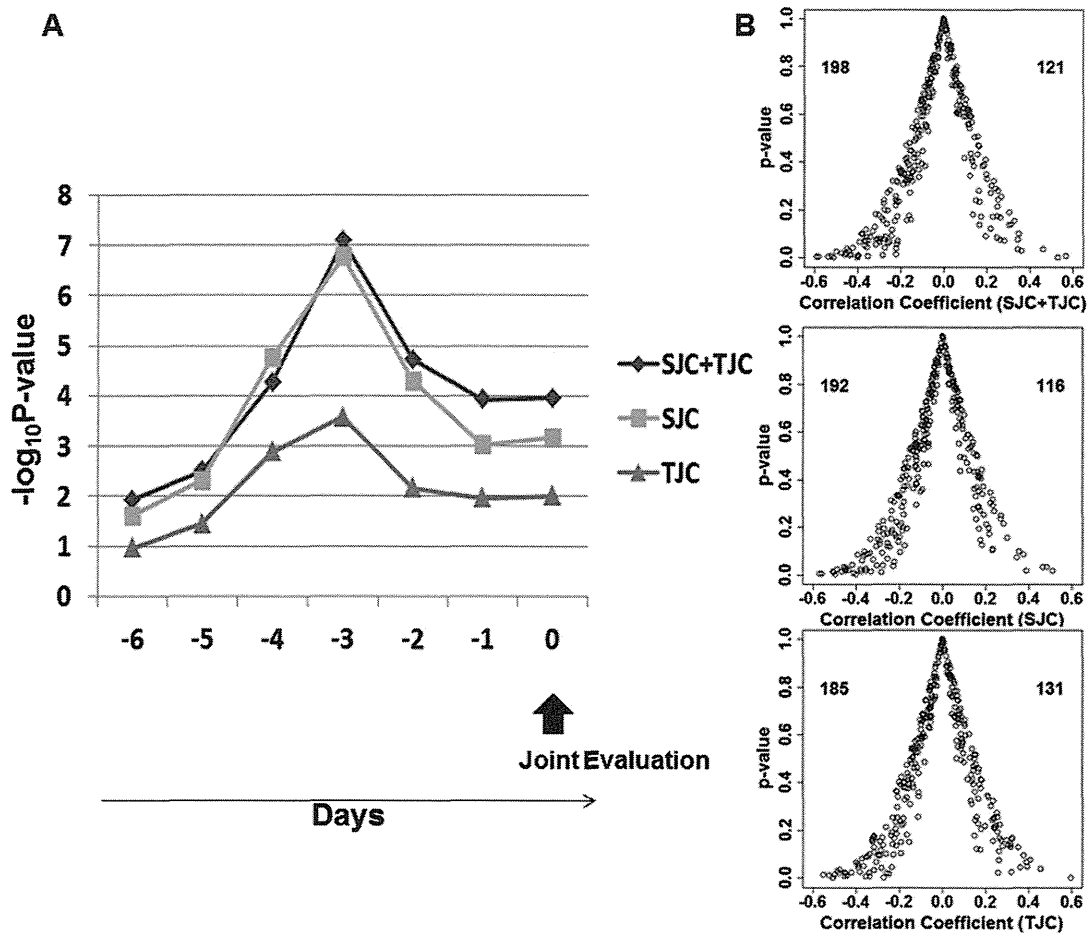 A
8
7
6
5
4
3
2
1
0
-log10P-value
-6 -5 -4 -3 -2 -1 0
Joint Evaluation
Days
SJC+TJC
SJC
TJC
B
1.0
0.8
0.6
0.4
0.2
0.0
p-value
198 121
-0.6 -0.4 -0.2 0.0 0.2 0.4 0.6
Correlation Coefficient (SJC+TJC)
1.0
0.8
0.6
0.4
0.2
0.0
p-value
192 116
-0.6 -0.4 -0.2 0.0 0.2 0.4 0.6
Correlation Coefficient (SJC)
1.0
0.8
0.6
0.4
0.2
0.0
p-value
185 131
-0.6 -0.4 -0.2 0.0 0.2 0.4 0.6
Correlation Coefficient (TJC)